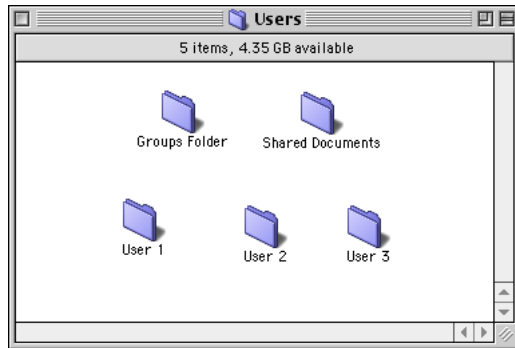 Users
5 items, 4.35 GB available
Groups Folder
Shared Documents
User 1
User 2
User 3